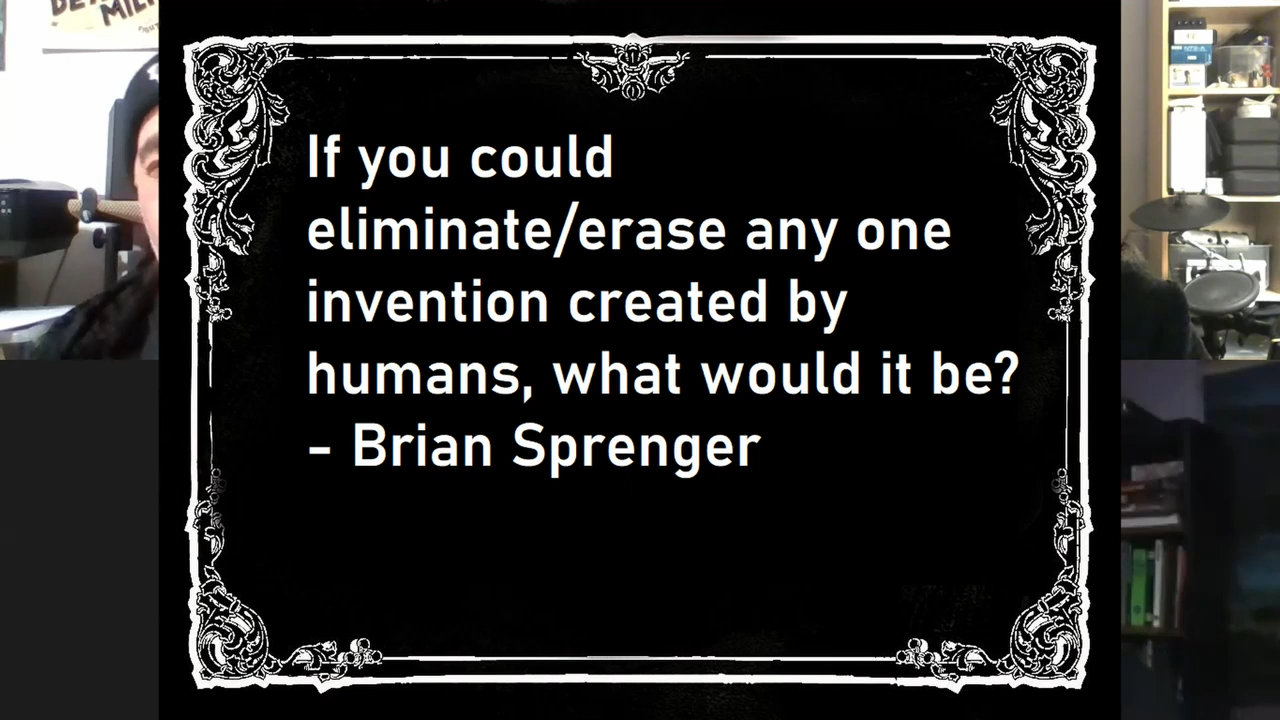 If you could
eliminate/erase any one
invention created by
humans, what would it be?
- Brian Sprenger